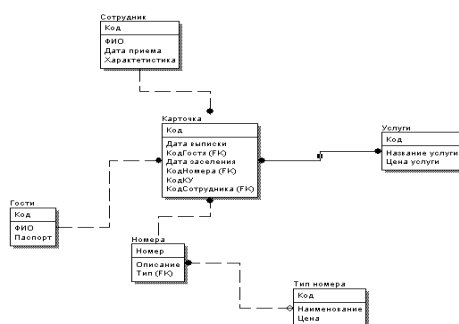 Сотрудник
Код
ФИО
Дата приема
Характетистика
Карточка
Код
Дата выписки
КодГостя (FK)
Дата заселения
КодНомера (FK)
КодКУ
КодСотрудника (FK)
Услуги
Код
Название услуги
Цена услуги
Гости
Код
ФИО
Паспорт
Номера
Номер
Описание
Тип (FK)
Тип номера
Код
Наименование
Цена